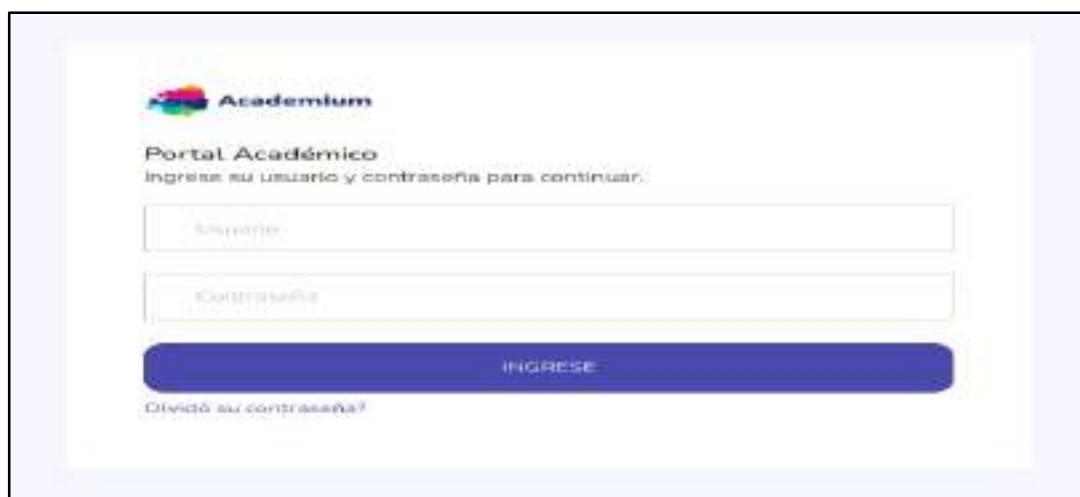 Academium
Portal Académico
Ingrese su usuario y contraseña para continuar.
Usuario
Contraseña
INGRESE
Olvidó su contraseña?